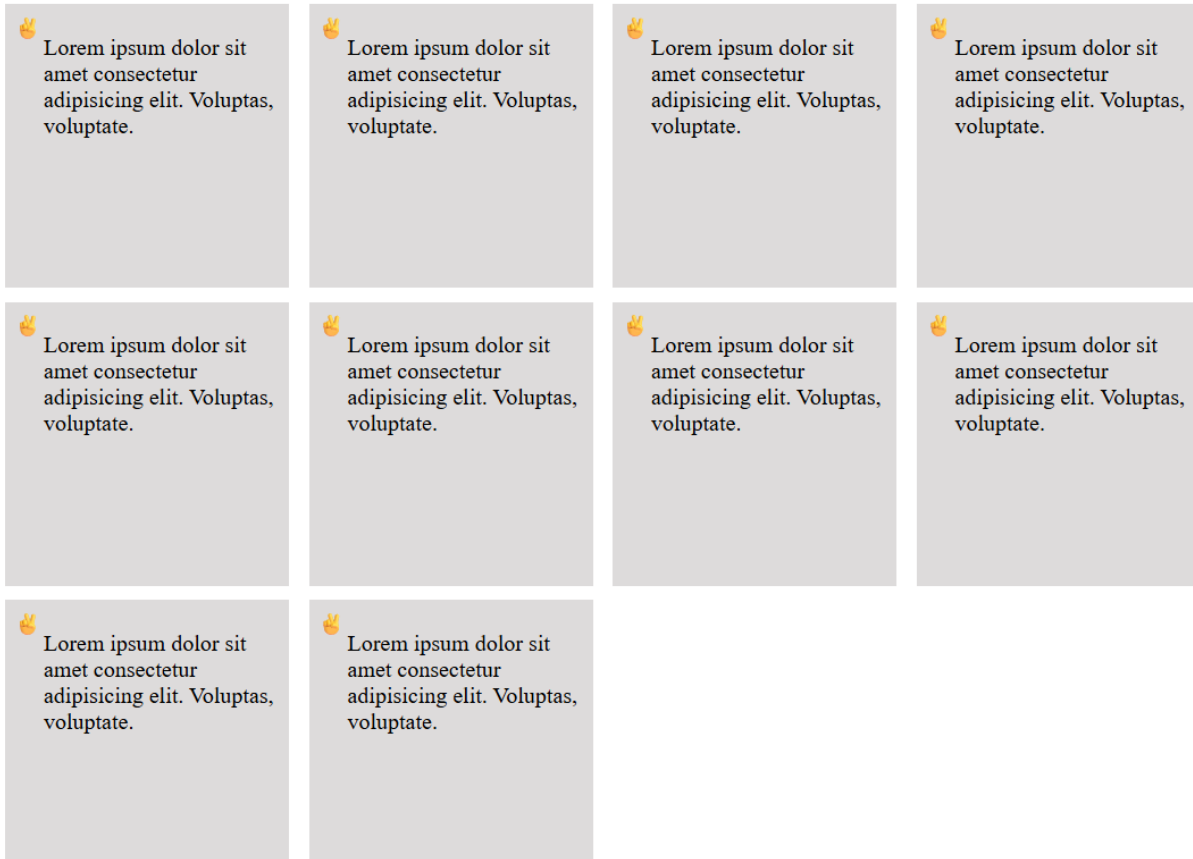 ✌
Lorem ipsum dolor sit
amet consectetur
adipisicing elit. Voluptas,
voluptate.
✌
Lorem ipsum dolor sit
amet consectetur
adipisicing elit. Voluptas,
voluptate.
✌
Lorem ipsum dolor sit
amet consectetur
adipisicing elit. Voluptas,
voluptate.
✌
Lorem ipsum dolor sit
amet consectetur
adipisicing elit. Voluptas,
voluptate.
✌
Lorem ipsum dolor sit
amet consectetur
adipisicing elit. Voluptas,
voluptate.
✌
Lorem ipsum dolor sit
amet consectetur
adipisicing elit. Voluptas,
voluptate.
✌
Lorem ipsum dolor sit
amet consectetur
adipisicing elit. Voluptas,
voluptate.
✌
Lorem ipsum dolor sit
amet consectetur
adipisicing elit. Voluptas,
voluptate.
✌
Lorem ipsum dolor sit
amet consectetur
adipisicing elit. Voluptas,
voluptate.
✌
Lorem ipsum dolor sit
amet consectetur
adipisicing elit. Voluptas,
voluptate.